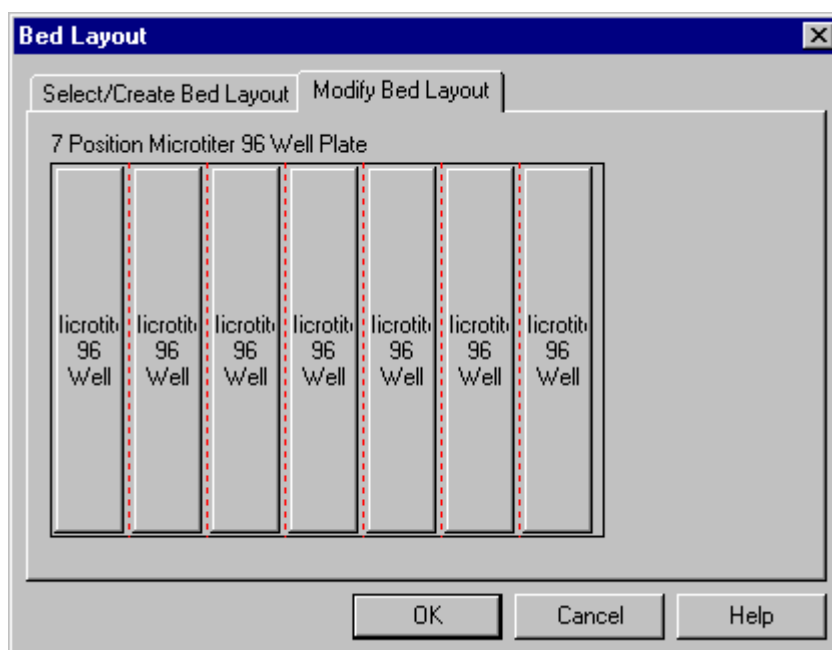 Bed Layout
Select/Create Bed Layout Modify Bed Layout
7 Position Microtiter 96 Well Plate
licrotit licrotit licrotit licrotit licrotit licrotit licrotit
96 96 96 96 96 96 96
Well Well Well Well Well Well Well
OK Cancel Help